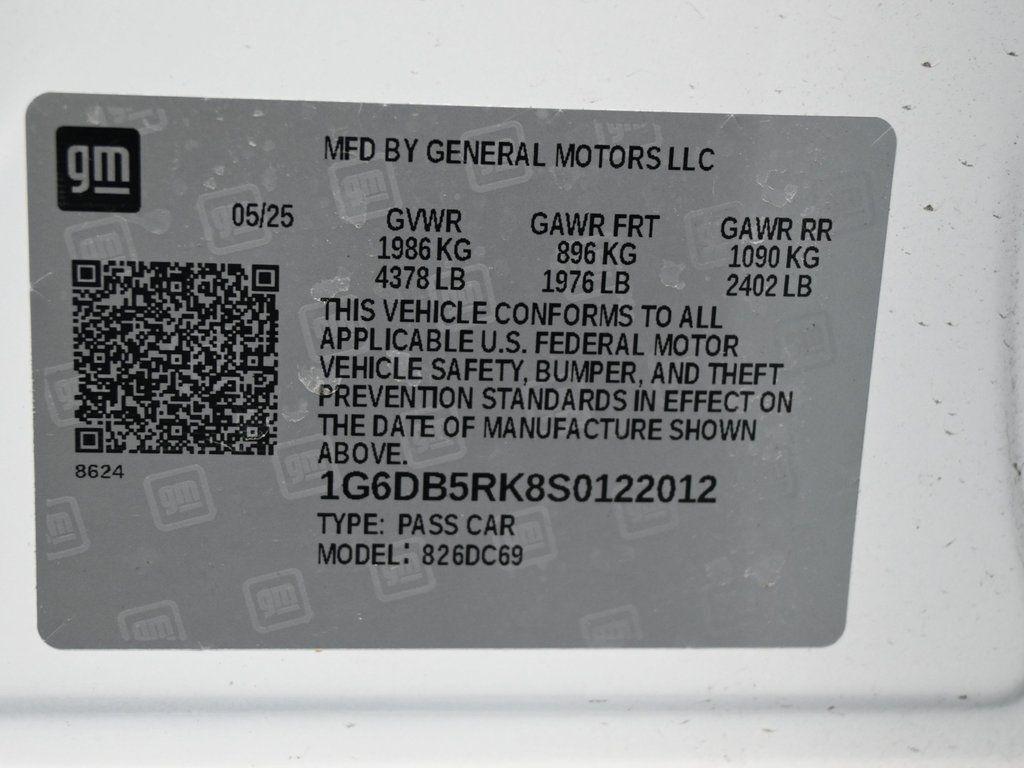 gm
MFD BY GENERAL MOTORS LLC
05/25
GVWR GAWR FRT GAWR RR
1986 KG 896 KG 1090 KG
4378 LB 1976 LB 2402 LB
THIS VEHICLE CONFORMS TO ALL
APPLICABLE U.S. FEDERAL MOTOR
VEHICLE SAFETY, BUMPER, AND THEFT
PREVENTION STANDARDS IN EFFECT ON
THE DATE OF MANUFACTURE SHOWN
ABOVE.
8624
1G6DB5RK8S0122012
TYPE: PASS CAR
MODEL: 826DC69